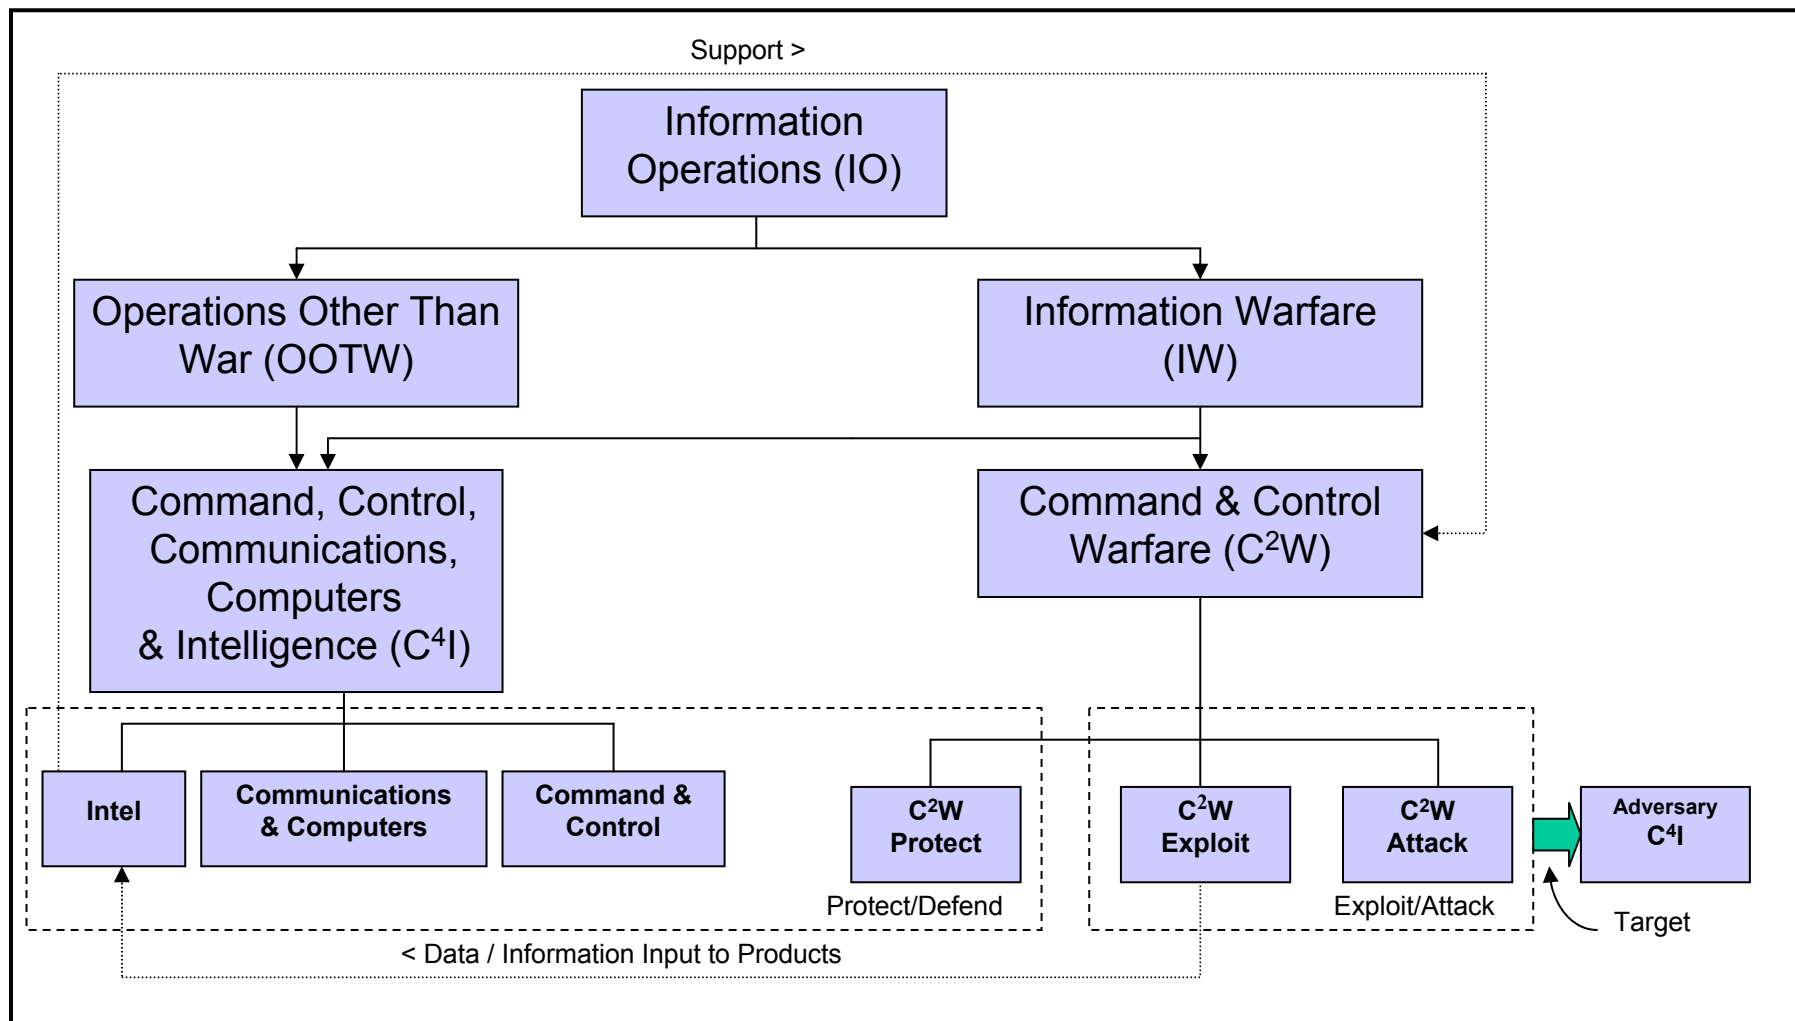 Support >
Information
Operations (IO)
Operations Other Than
War (OOTW)
Information Warfare
(IW)
Command, Control,
Communications,
Computers
& Intelligence (C⁴I)
Command & Control
Warfare (C²W)
Intel
Communications
& Computers
Command &
Control
C²W
Protect
C²W
Exploit
C²W
Attack
Adversary
C⁴I
Protect/Defend
Exploit/Attack
Target
< Data / Information Input to Products